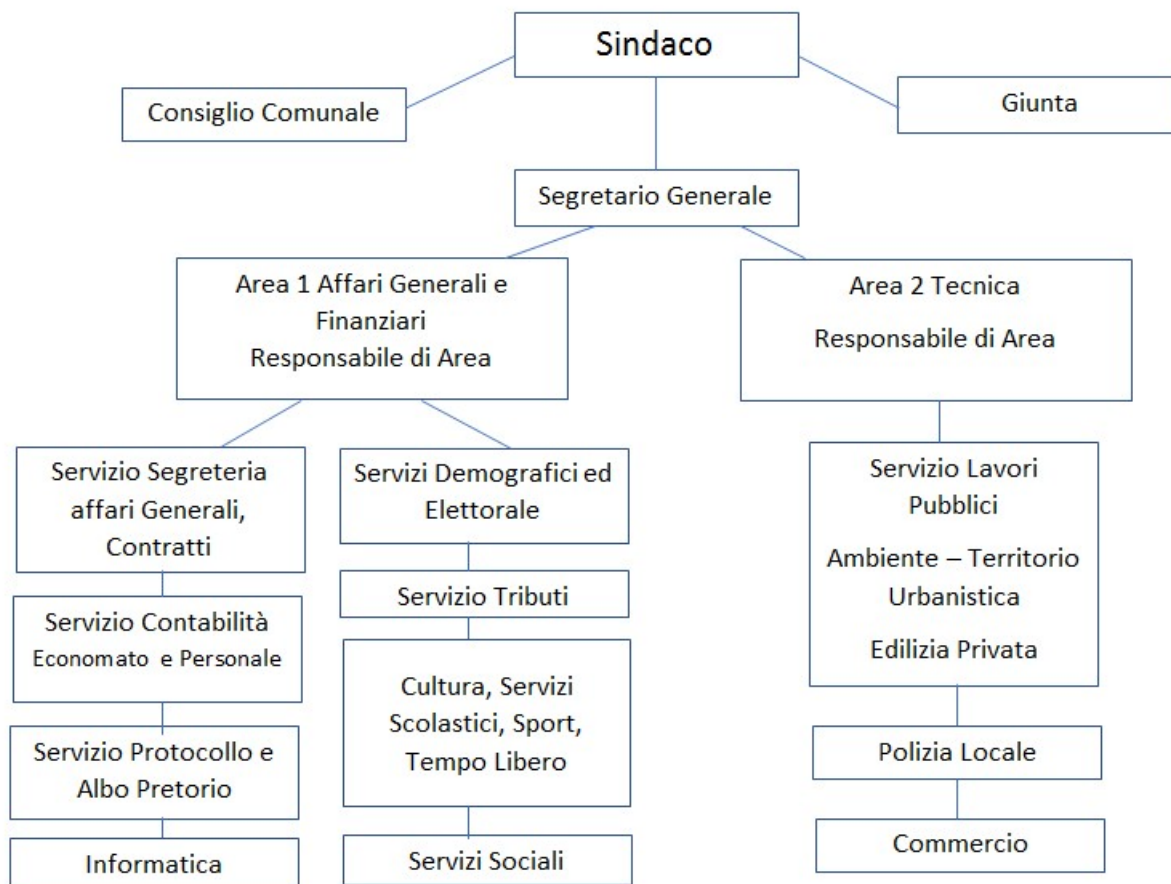 Sindaco
Consiglio Comunale
Giunta
Segretario Generale
Area 1 Affari Generali e
Finanziari
Responsabile di Area
Area 2 Tecnica
Responsabile di Area
Servizio Segreteria
affari Generali,
Contratti
Servizio Contabilità
Economato e Personale
Servizio Protocollo e
Albo Pretorio
Informatica
Servizi Demografici ed
Elettorale
Servizio Tributi
Cultura, Servizi
Scolastici, Sport,
Tempo Libero
Servizi Sociali
Servizio Lavori
Pubblici
Ambiente – Territorio
Urbanistica
Edilizia Privata
Polizia Locale
Commercio